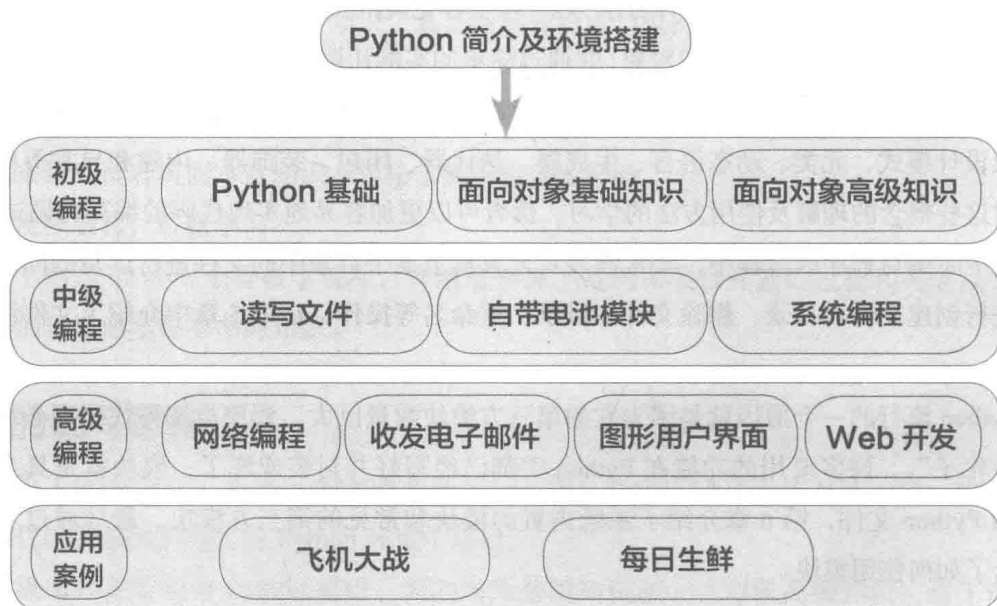 Python 简介及环境搭建
初级
编程
Python 基础
面向对象基础知识
面向对象高级知识
中级
编程
读写文件
自带电池模块
系统编程
高级
编程
网络编程
收发电子邮件
图形用户界面
Web 开发
应用
案例
飞机大战
每日生鲜